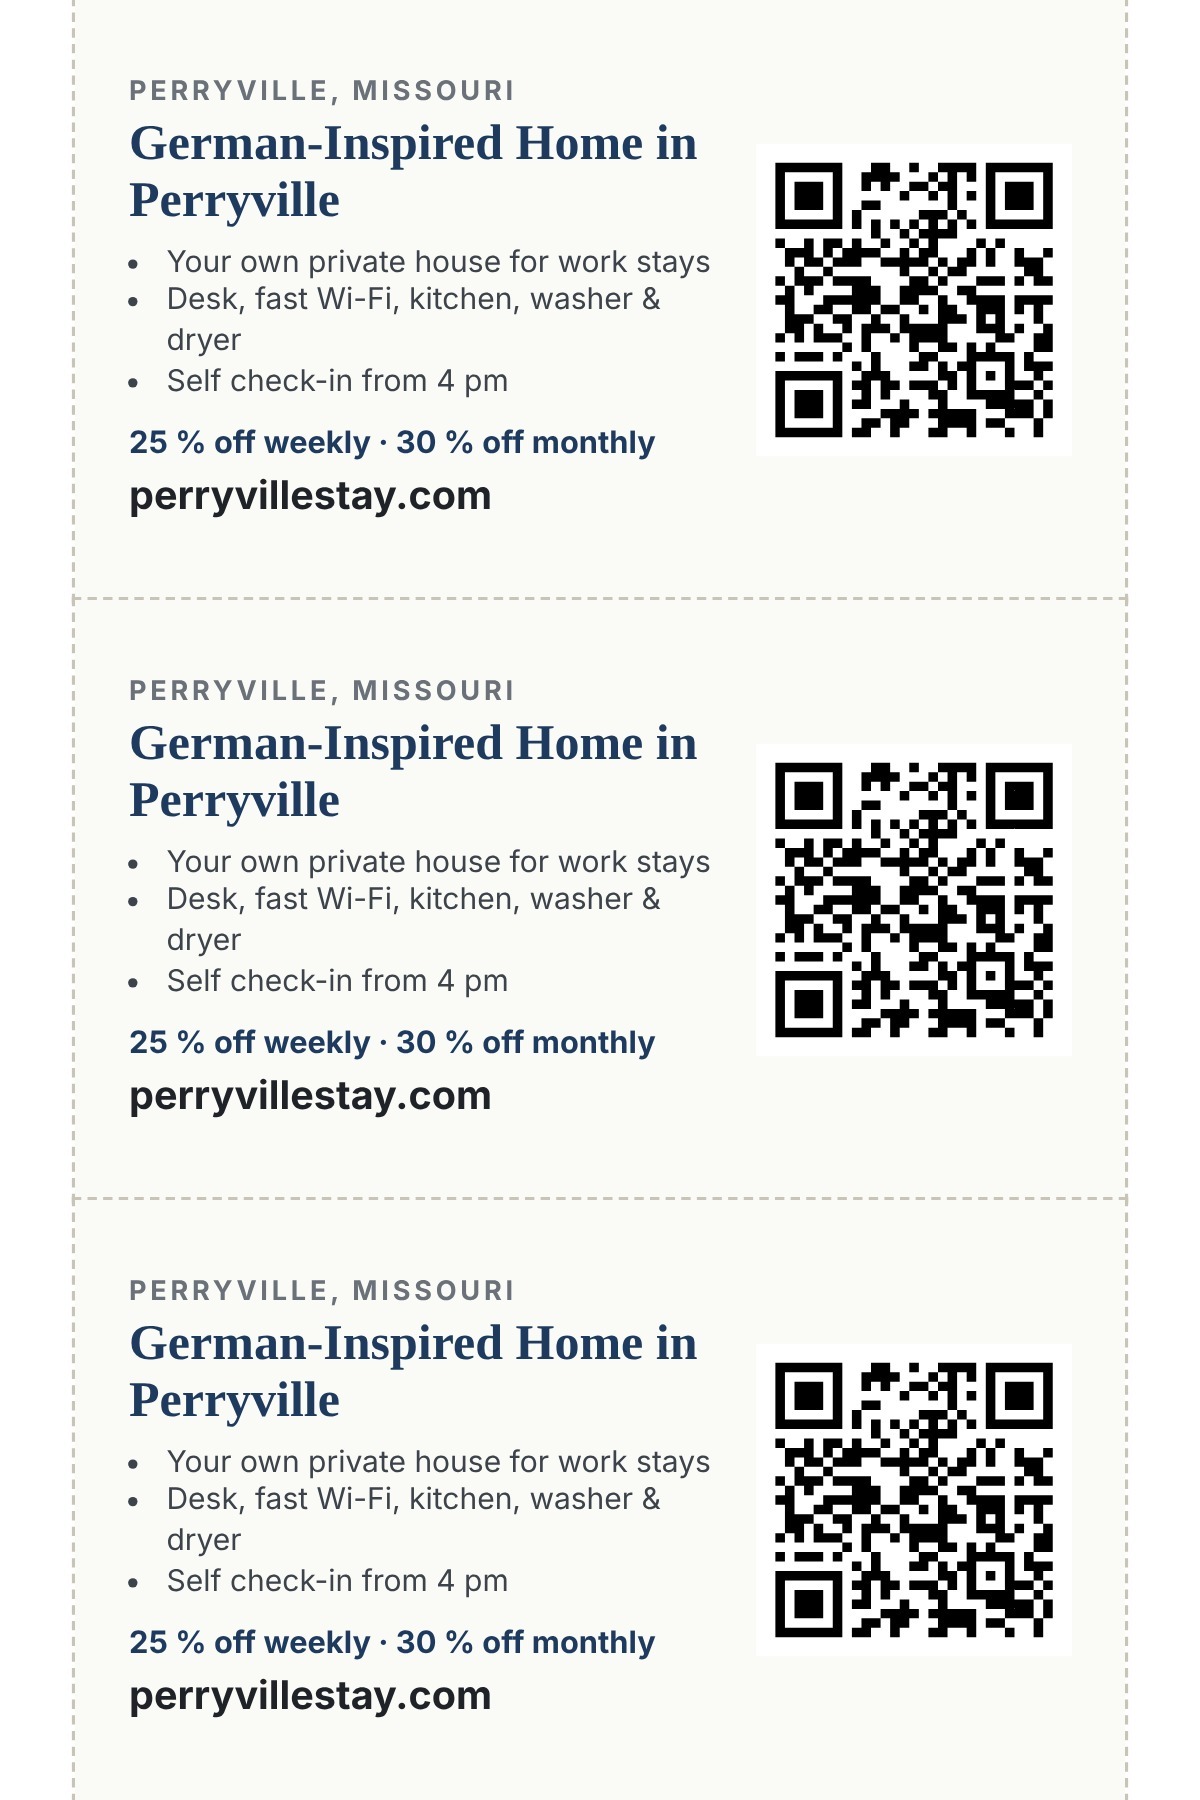 PERRYVILLE, MISSOURI
German-Inspired Home in
Perryville
• Your own private house for work stays
• Desk, fast Wi-Fi, kitchen, washer &
dryer
• Self check-in from 4 pm
25 % off weekly · 30 % off monthly
perryvillestay.com
PERRYVILLE, MISSOURI
German-Inspired Home in
Perryville
• Your own private house for work stays
• Desk, fast Wi-Fi, kitchen, washer &
dryer
• Self check-in from 4 pm
25 % off weekly · 30 % off monthly
perryvillestay.com
PERRYVILLE, MISSOURI
German-Inspired Home in
Perryville
• Your own private house for work stays
• Desk, fast Wi-Fi, kitchen, washer &
dryer
• Self check-in from 4 pm
25 % off weekly · 30 % off monthly
perryvillestay.com